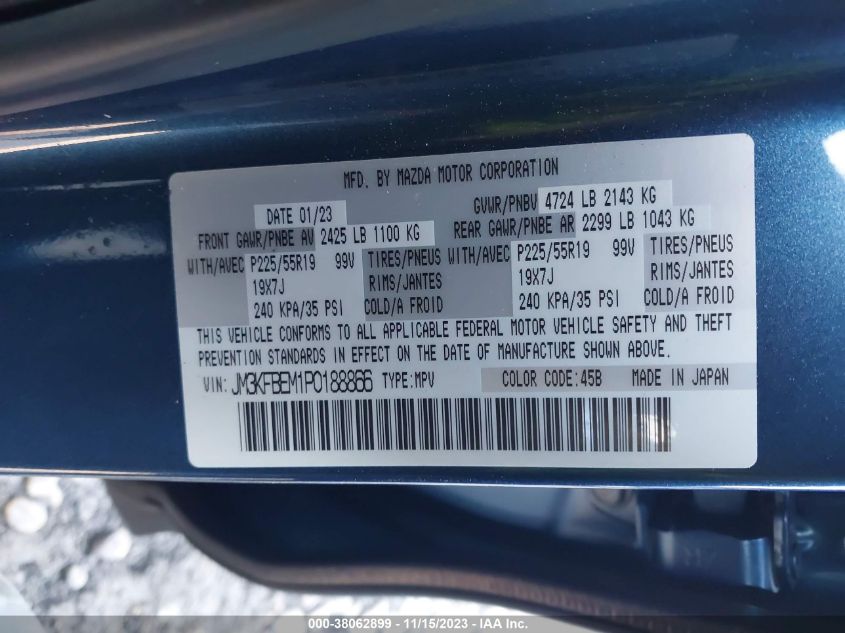 MFD. BY MAZDA MOTOR CORPORATION
DATE 01/23 GVWR/PNBV 4724 LB 2143 KG
FRONT GAWR/PNBE AV 2425 LB 1100 KG REAR GAWR/PNBE AR 2299 LB 1043 KG
WITH/AVEC P225/55R19 99V TIRES/PNEUS WITH/AVEC P225/55R19 99V TIRES/PNEUS
19X7J RIMS/JANTES 19X7J RIMS/JANTES
240 KPA/35 PSI COLD/A FROID 240 KPA/35 PSI COLD/A FROID
THIS VEHICLE CONFORMS TO ALL APPLICABLE FEDERAL MOTOR VEHICLE SAFETY AND THEFT
PREVENTION STANDARDS IN EFFECT ON THE DATE OF MANUFACTURE SHOWN ABOVE.
VIN: JM3KFBEM1P0188866 TYPE:MPV COLOR CODE:45B MADE IN JAPAN
000-38062899 - 11/15/2023 - IAA Inc.